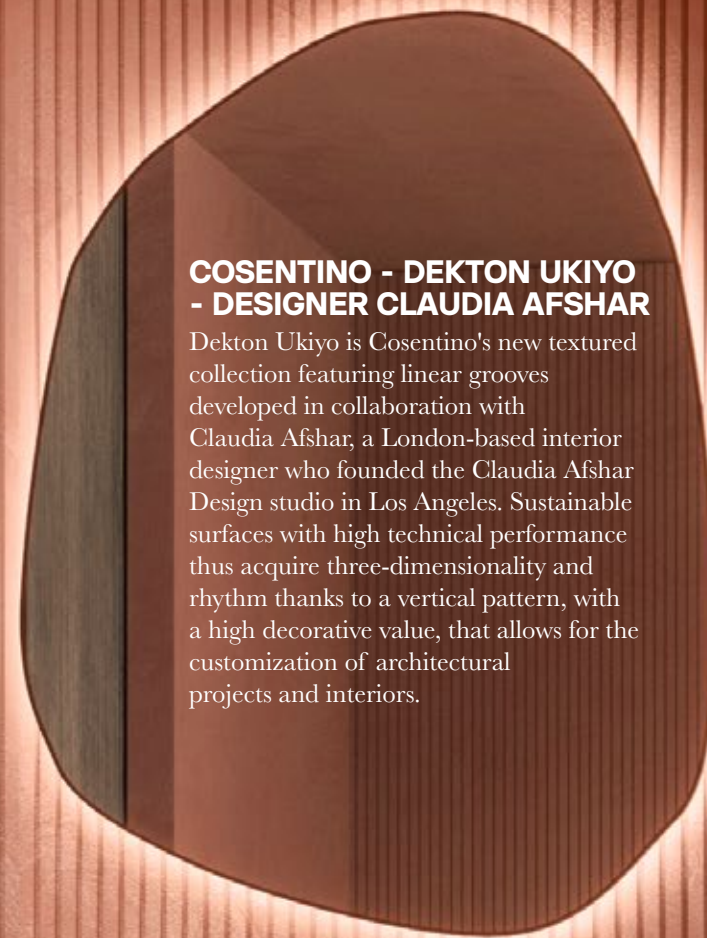 COSENTINO - DEKTON UKIYO
- DESIGNER CLAUDIA AFSHAR
Dekton Ukiyo is Cosentino's new textured
collection featuring linear grooves
developed in collaboration with
Claudia Afshar, a London-based interior
designer who founded the Claudia Afshar
Design studio in Los Angeles. Sustainable
surfaces with high technical performance
thus acquire three-dimensionality and
rhythm thanks to a vertical pattern, with
a high decorative value, that allows for the
customization of architectural
projects and interiors.